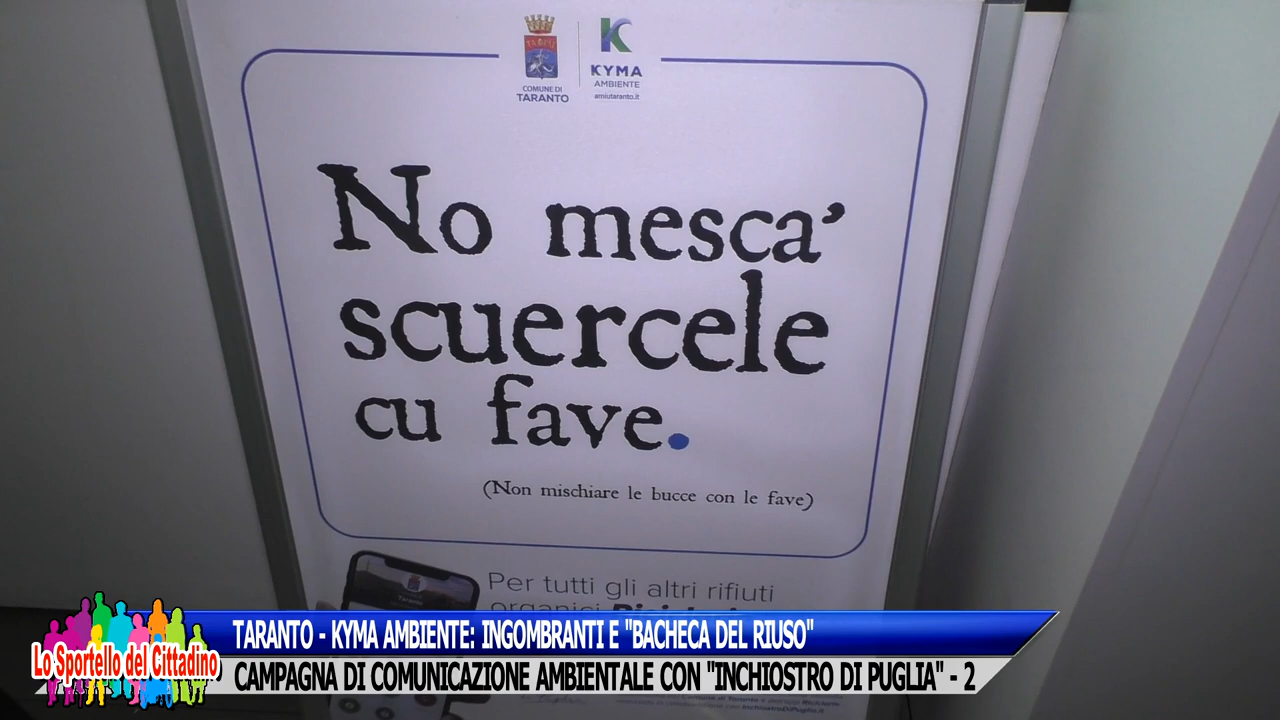 COMUNE DI
TARANTO
KYMA
AMBIENTE
amiutaranto.it
No mesca'
scuercele
cu fave.
(Non mischiare le bucce con le fave)
Per tutti gli altri rifiuti
organici
Lo Sportello del Cittadino
TARANTO - KYMA AMBIENTE: INGOMBRANTI E "BACHECA DEL RIUSO"
CAMPAGNA DI COMUNICAZIONE AMBIENTALE CON "INCHIOSTRO DI PUGLIA" - 2